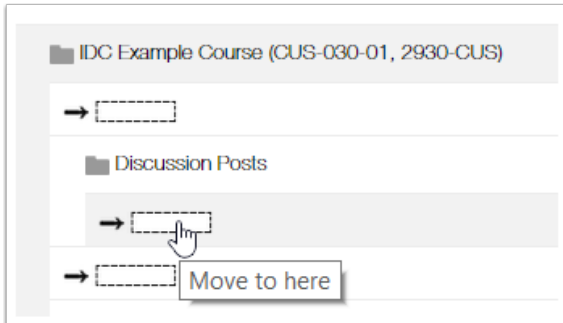 IDC Example Course (CUS-030-01, 2930-CUS)
Discussion Posts
Move to here